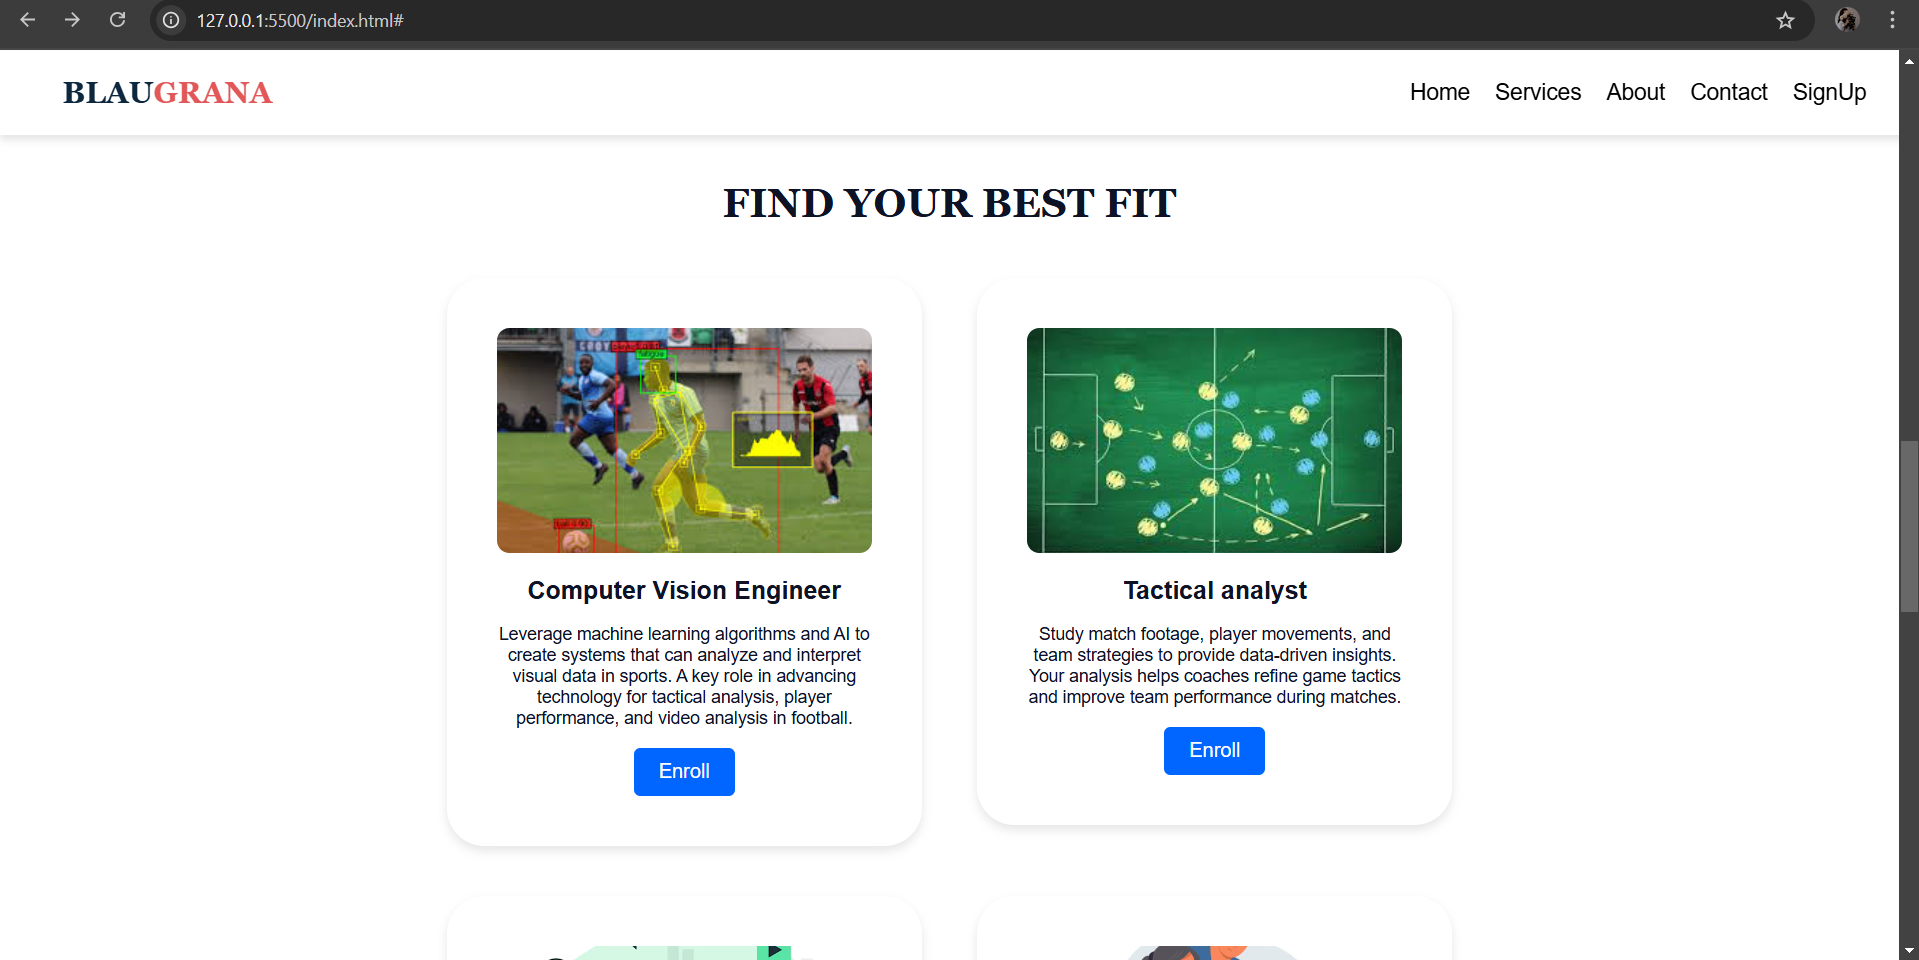 127.0.0.1:5500/index.html#
BLAUGRANA
Home Services About Contact SignUp
FIND YOUR BEST FIT
Computer Vision Engineer
Leverage machine learning algorithms and AI to
create systems that can analyze and interpret
visual data in sports. A key role in advancing
technology for tactical analysis, player
performance, and video analysis in football.
Enroll
Tactical analyst
Study match footage, player movements, and
team strategies to provide data-driven insights.
Your analysis helps coaches refine game tactics
and improve team performance during matches.
Enroll